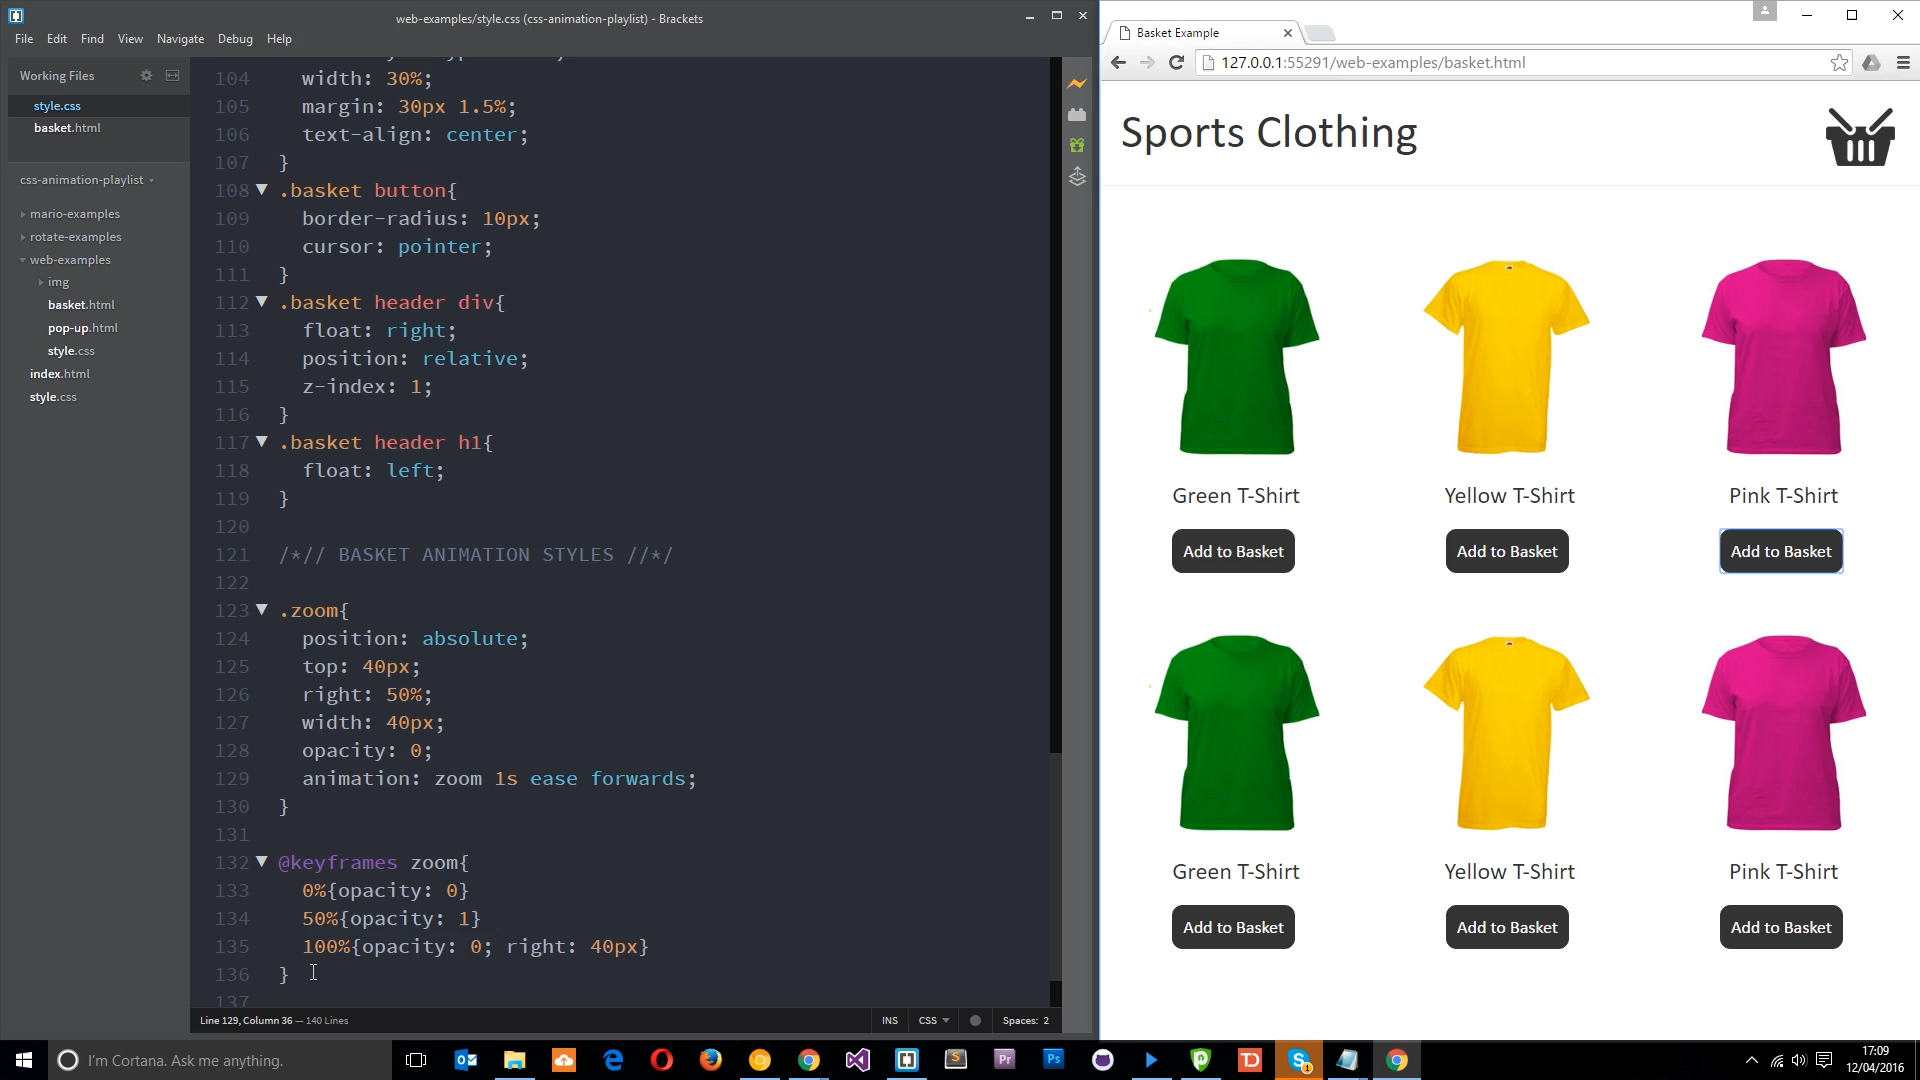 web-examples/style.css (css-animation-playlist) - Brackets
File Edit Find View Navigate Debug Help
Working Files
style.css
basket.html
css-animation-playlist
mario-examples
rotate-examples
web-examples
img
basket.html
pop-up.html
style.css
index.html
style.css
104 width: 30%;
105 margin: 30px 1.5%;
106 text-align: center;
107 }
108 .basket button{
109 border-radius: 10px;
110 cursor: pointer;
111 }
112 .basket header div{
113 float: right;
114 position: relative;
115 z-index: 1;
116 }
117 .basket header h1{
118 float: left;
119 }
120
121 /*// BASKET ANIMATION STYLES //*/
122
123 .zoom{
124 position: absolute;
125 top: 40px;
126 right: 50%;
127 width: 40px;
128 opacity: 0;
129 animation: zoom 1s ease forwards;
130 }
131
132 @keyframes zoom{
133 0%{opacity: 0}
134 50%{opacity: 1}
135 100%{opacity: 0; right: 40px}
136 }
137
Line 129, Column 36 — 140 Lines
INS CSS Spaces: 2
Basket Example
127.0.0.1:55291/web-examples/basket.html
Sports Clothing
Green T-Shirt Yellow T-Shirt Pink T-Shirt
Add to Basket Add to Basket Add to Basket
Green T-Shirt Yellow T-Shirt Pink T-Shirt
Add to Basket Add to Basket Add to Basket
I'm Cortana. Ask me anything.
Pr Ps TD
17:09
12/04/2016